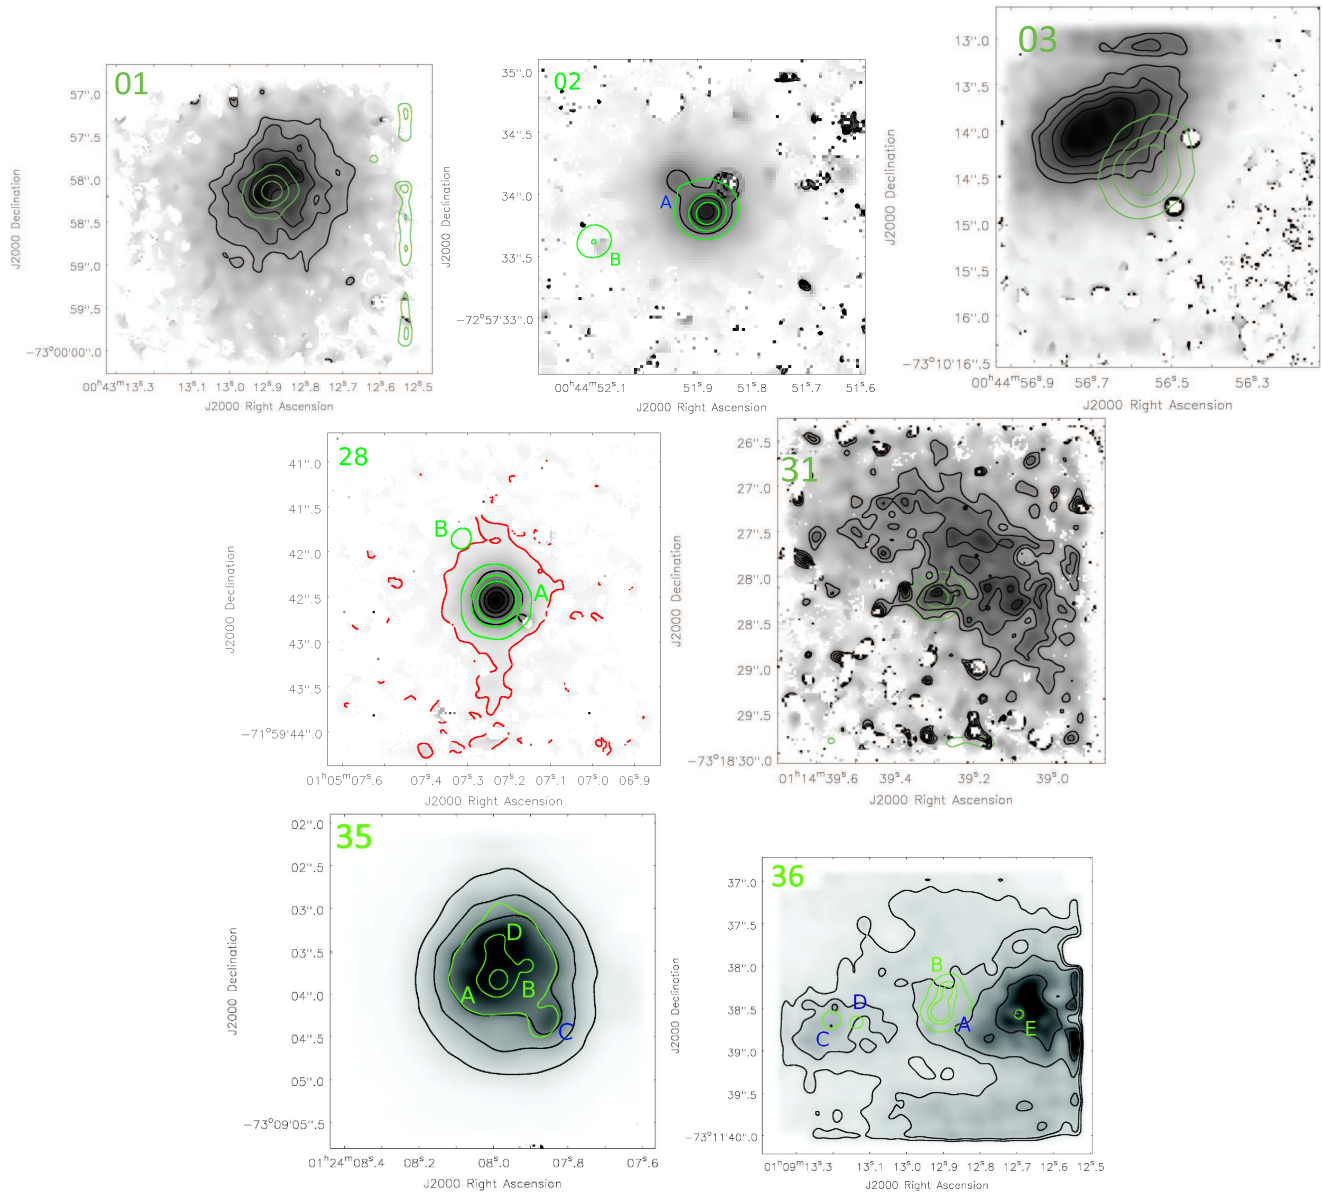 01
57".0
57".5
58".0
58".5
59".0
59".5
−73°00'00".0
00ʰ43ᵐ13ˢ.3
13ˢ.1
13ˢ.0
12ˢ.9
12ˢ.8
12ˢ.7
12ˢ.6
12ˢ.5
J2000 Right Ascension
J2000 Declination
02
35".0
34".5
34".0
33".5
−72°57'33".0
A
B
00ʰ44ᵐ52ˢ.1
51ˢ.9
51ˢ.8
51ˢ.7
51ˢ.6
J2000 Right Ascension
J2000 Declination
03
13".0
13".5
14".0
14".5
15".0
15".5
16".0
−73°10'16".5
00ʰ44ᵐ56ˢ.9
56ˢ.7
56ˢ.5
56ˢ.3
J2000 Right Ascension
J2000 Declination
28
41".0
41".5
42".0
42".5
43".0
43".5
−71°59'44".0
B
A
01ʰ05ᵐ07ˢ.6
07ˢ.4
07ˢ.3
07ˢ.2
07ˢ.1
07ˢ.0
06ˢ.9
J2000 Right Ascension
J2000 Declination
31
26".5
27".0
27".5
28".0
28".5
29".0
29".5
−73°18'30".0
01ʰ14ᵐ39ˢ.6
39ˢ.4
39ˢ.2
39ˢ.0
J2000 Right Ascension
J2000 Declination
35
02".0
02".5
03".0
03".5
04".0
04".5
05".0
−73°09'05".5
D
A
B
C
01ʰ24ᵐ08ˢ.4
08ˢ.2
08ˢ.0
07ˢ.8
07ˢ.6
J2000 Right Ascension
J2000 Declination
36
37".0
37".5
38".0
38".5
39".0
39".5
−73°11'40".0
B
D
A
C
E
01ʰ09ᵐ13ˢ.3
13ˢ.1
13ˢ.0
12ˢ.9
12ˢ.8
12ˢ.7
12ˢ.6
12ˢ.5
J2000 Right Ascension
J2000 Declination